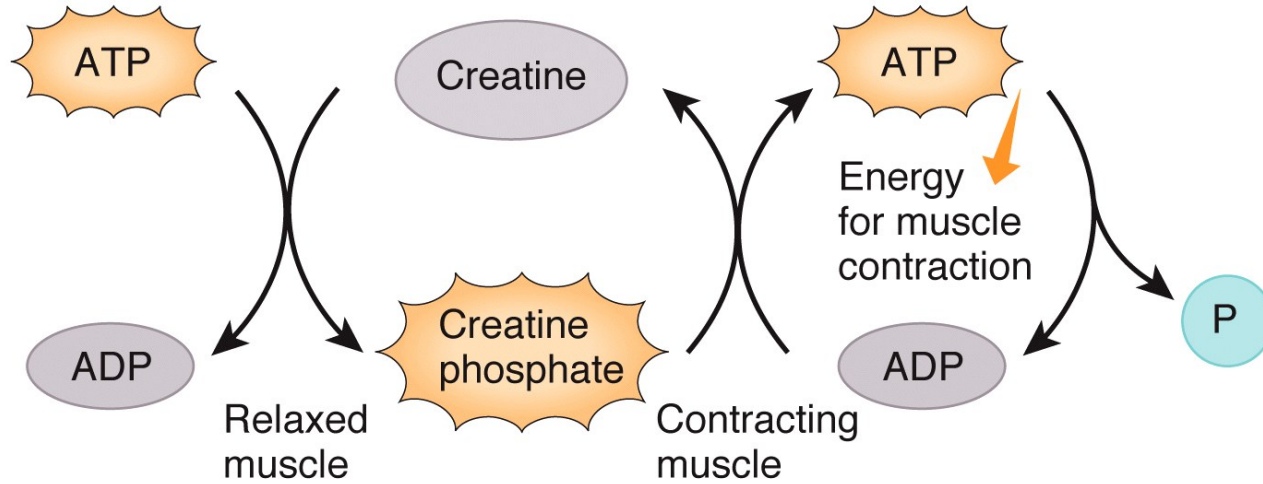 ATP
Creatine
ATP
Energy
for muscle
contraction
P
ADP
Creatine
phosphate
ADP
Relaxed
muscle
Contracting
muscle